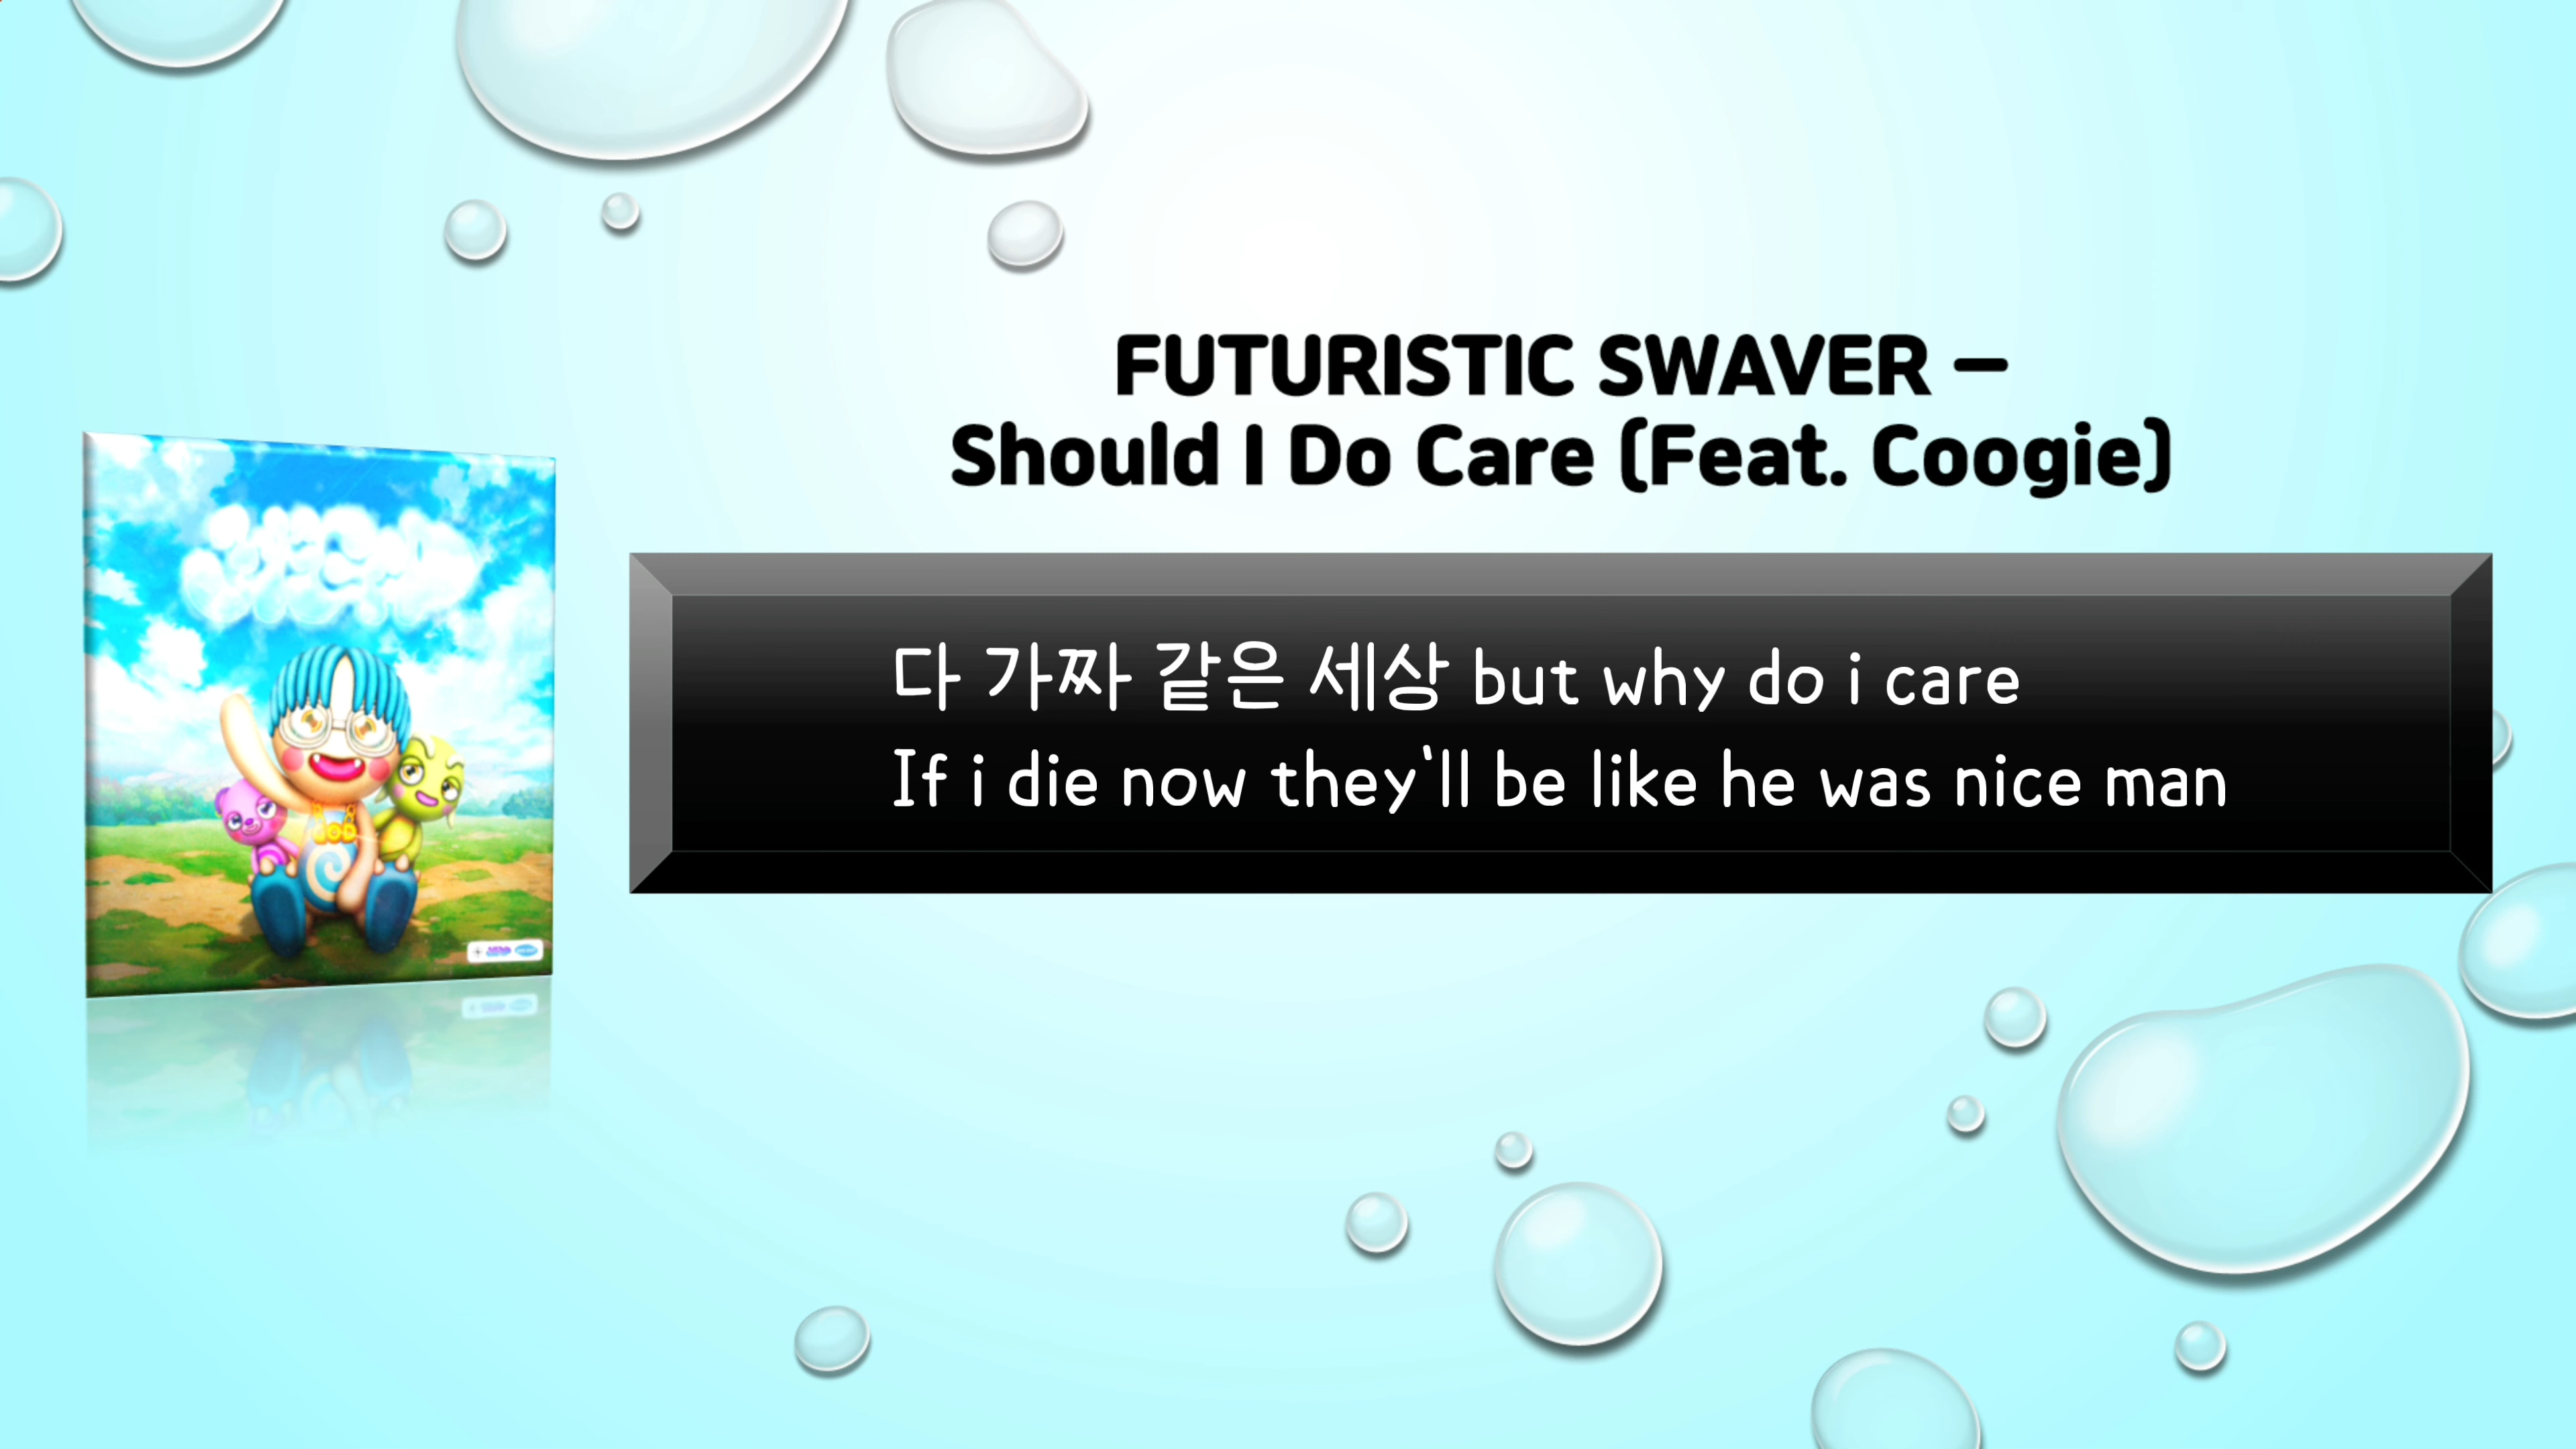 FUTURISTIC SWAVER –
Should I Do Care (Feat. Coogie)
다 가짜 같은 세상 but why do i care
If i die now they'll be like he was nice man